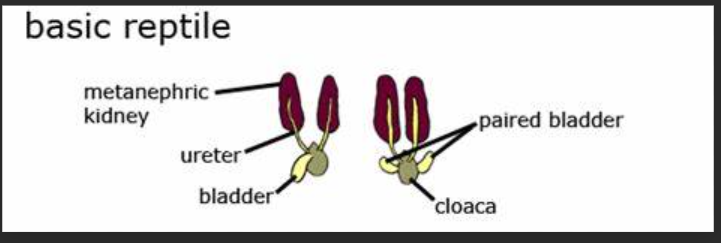 basic reptile
metanephric
kidney
ureter
bladder
paired bladder
cloaca